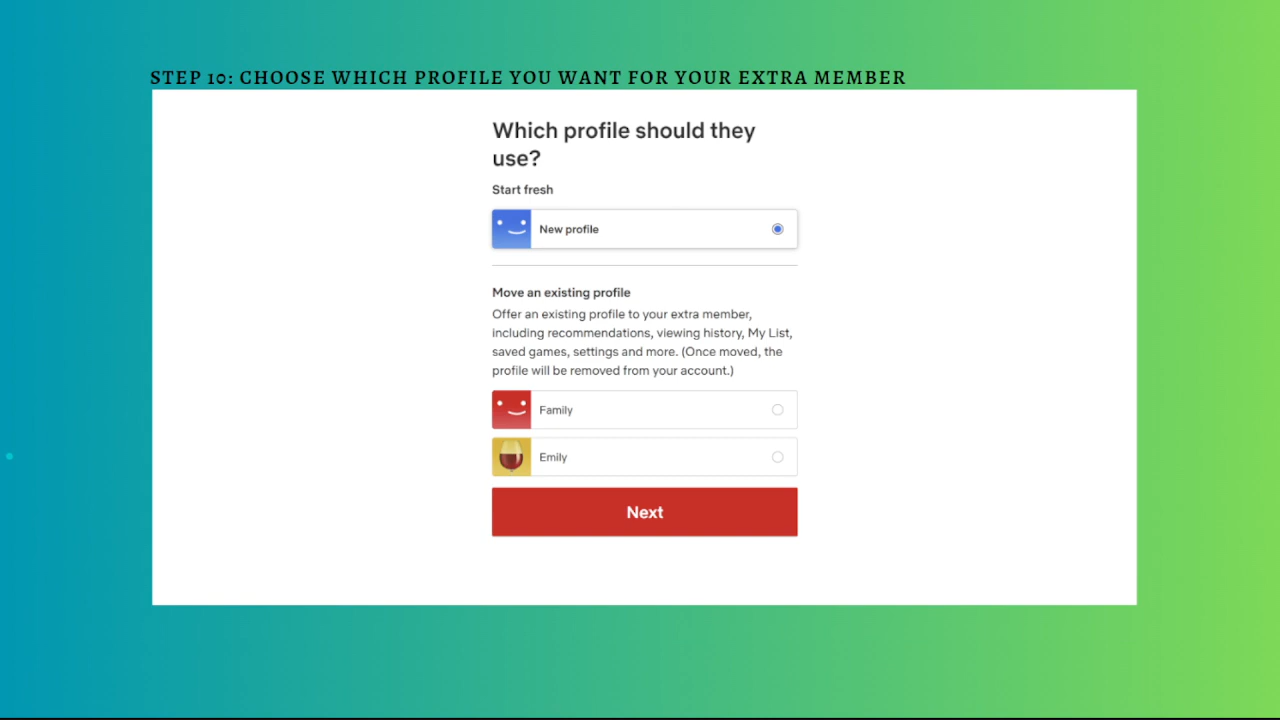 STEP 10: CHOOSE WHICH PROFILE YOU WANT FOR YOUR EXTRA MEMBER
Which profile should they
use?
Start fresh
New profile
Move an existing profile
Offer an existing profile to your extra member,
including recommendations, viewing history, My List,
saved games, settings and more. (Once moved, the
profile will be removed from your account.)
Family
Emily
Next